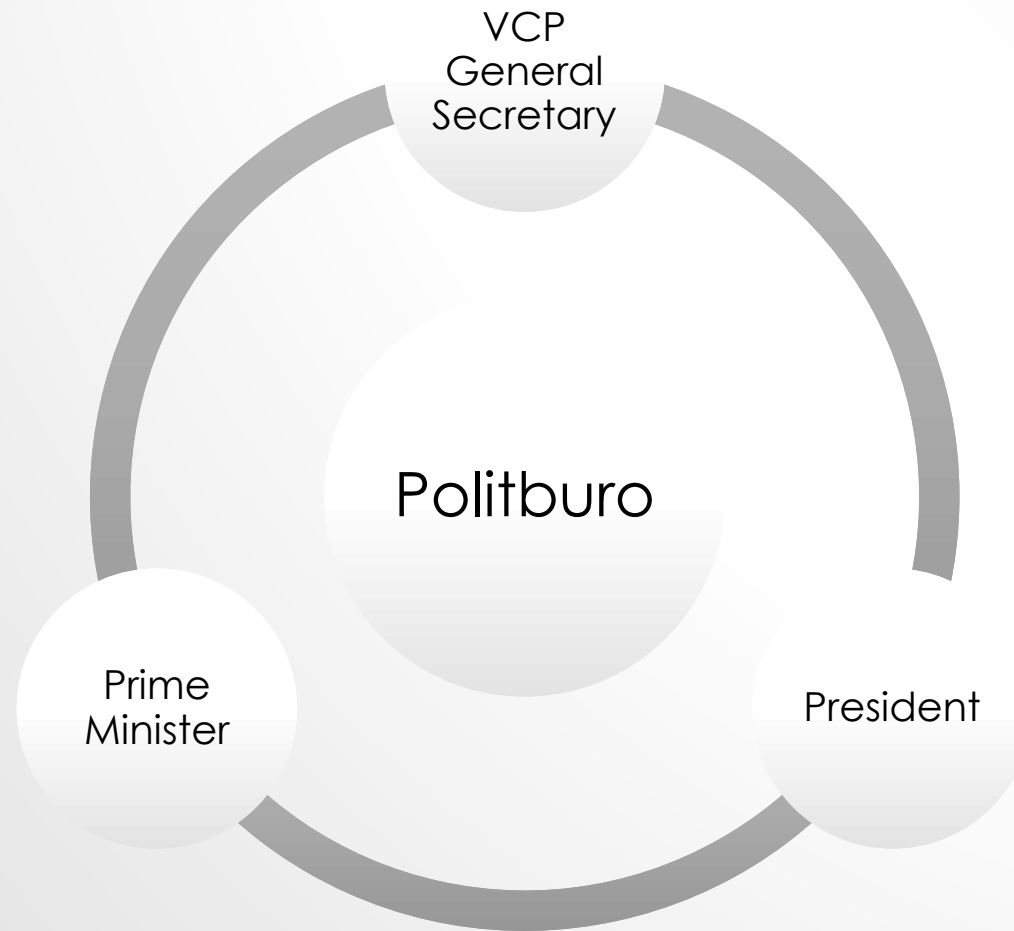 VCP
General
Secretary
Politburo
Prime
Minister
President